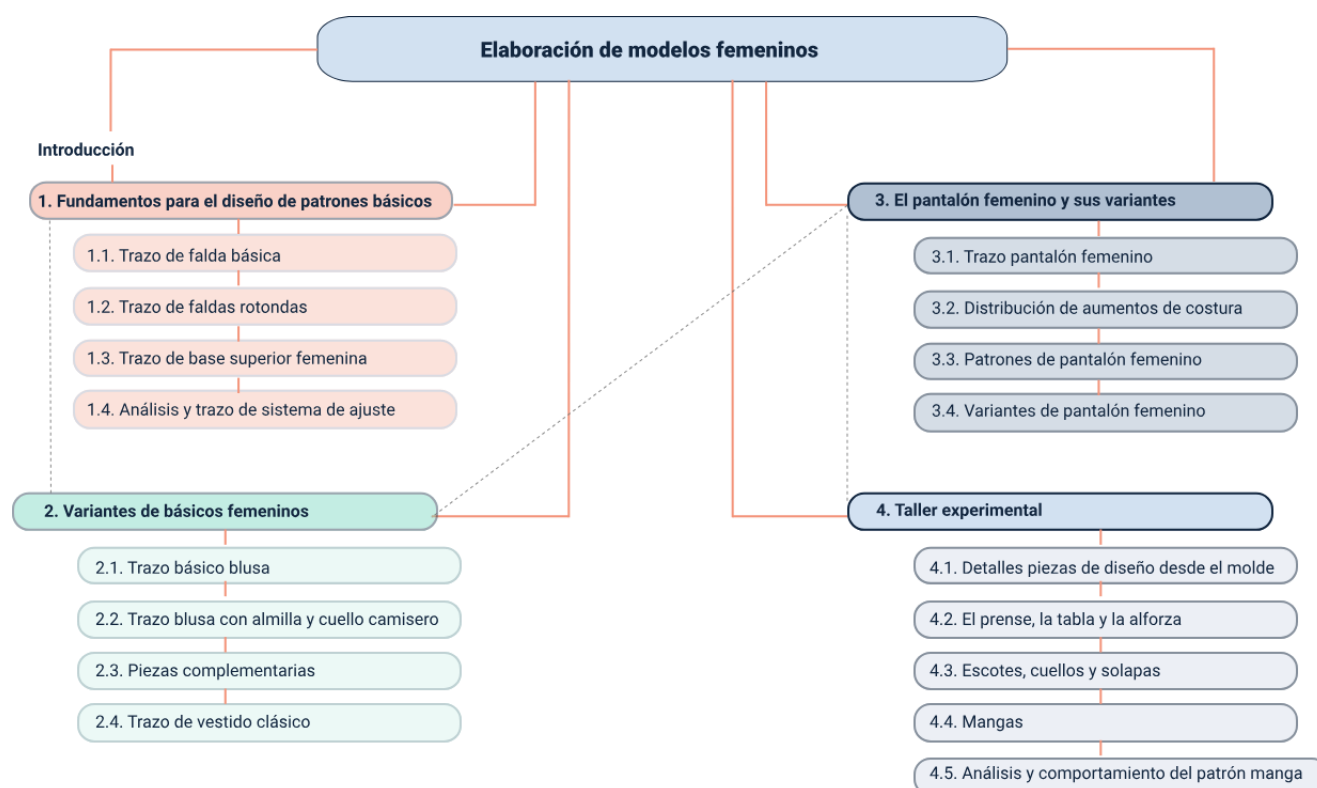 Elaboración de modelos femeninos
Introducción
1. Fundamentos para el diseño de patrones básicos
1.1. Trazo de falda básica
1.2. Trazo de faldas rotondas
1.3. Trazo de base superior femenina
1.4. Análisis y trazo de sistema de ajuste
2. Variantes de básicos femeninos
2.1. Trazo básico blusa
2.2. Trazo blusa con almilla y cuello camisero
2.3. Piezas complementarias
2.4. Trazo de vestido clásico
3. El pantalón femenino y sus variantes
3.1. Trazo pantalón femenino
3.2. Distribución de aumentos de costura
3.3. Patrones de pantalón femenino
3.4. Variantes de pantalón femenino
4. Taller experimental
4.1. Detalles piezas de diseño desde el molde
4.2. El prense, la tabla y la alforza
4.3. Escotes, cuellos y solapas
4.4. Mangas
4.5. Análisis y comportamiento del patrón manga